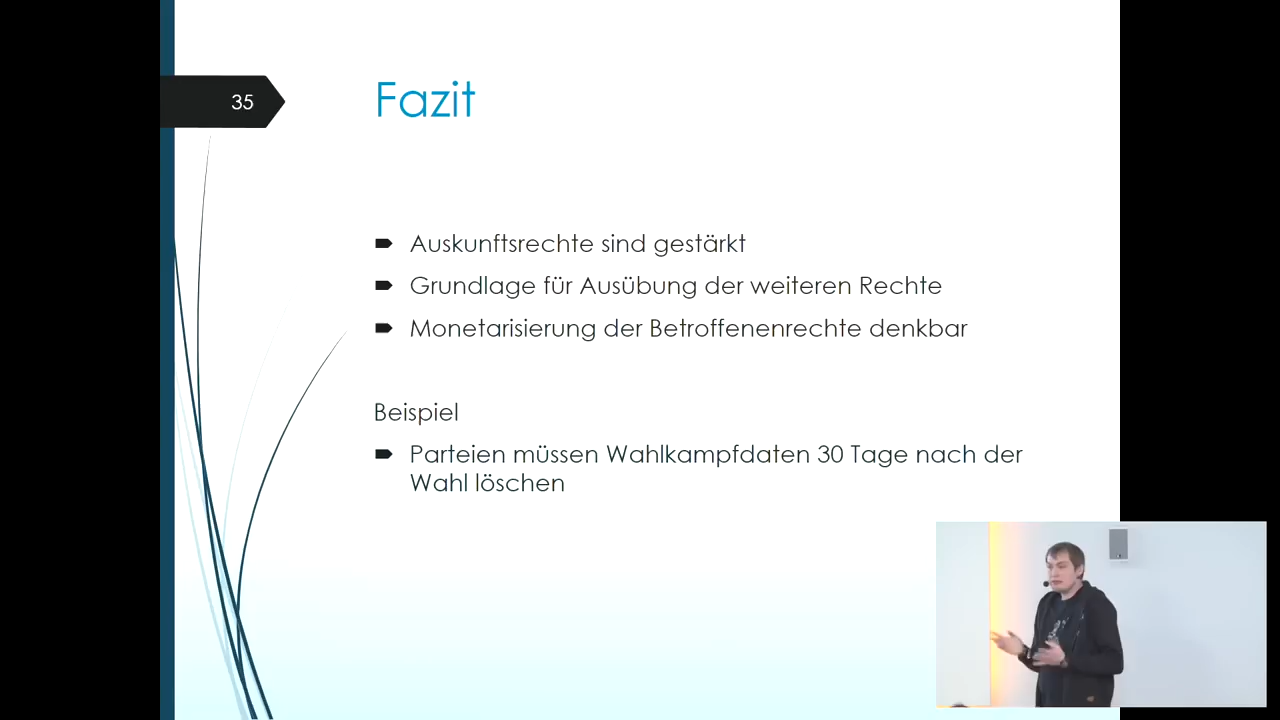 35
Fazit
Auskunftsrechte sind gestärkt
Grundlage für Ausübung der weiteren Rechte
Monetarisierung der Betroffenenrechte denkbar
Beispiel
Parteien müssen Wahlkampfdaten 30 Tage nach der
Wahl löschen